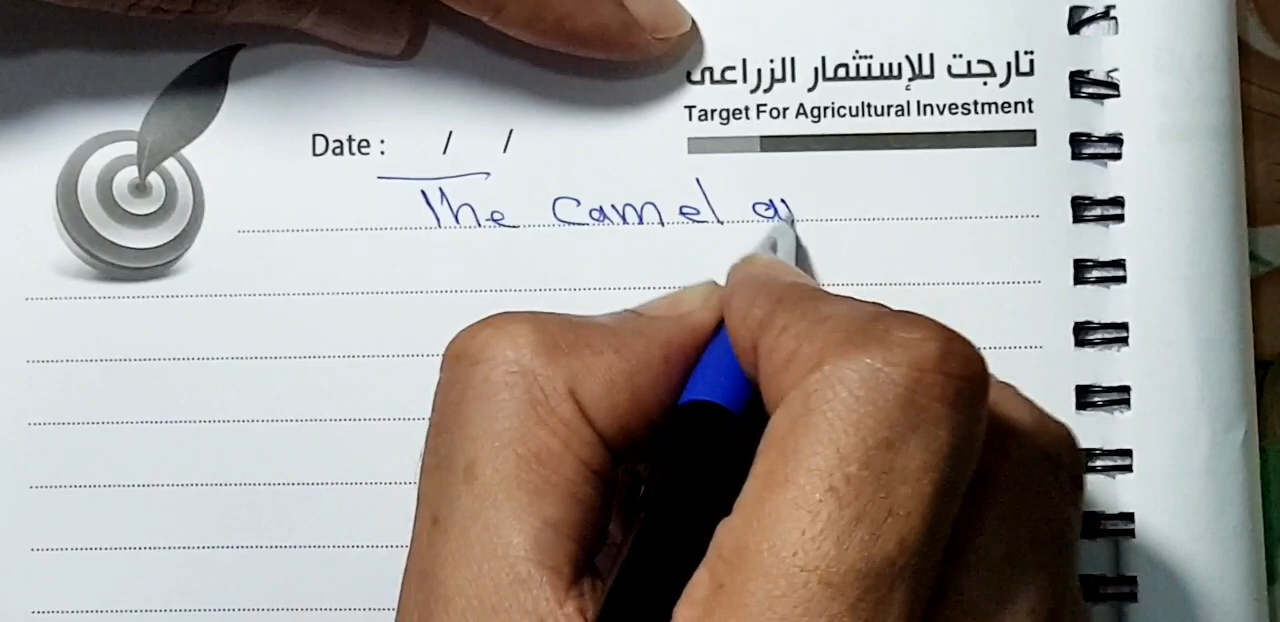 تارجت للإستثمار الزراعى
Target For Agricultural Investment
Date : / /
The Camel